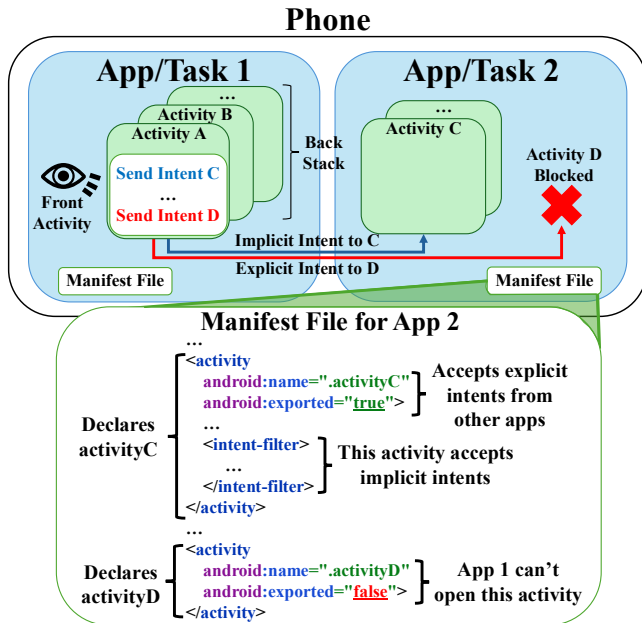 Phone
App/Task 1
App/Task 2
...
Activity B
Activity A
Send Intent C
...
Send Intent D
Front
Activity
Back
Stack
...
Activity C
Activity D
Blocked
Implicit Intent to C
Explicit Intent to D
Manifest File
Manifest File
Manifest File for App 2
Declares
activityC
...
<activity
android:name=".activityC"
android:exported="true">
...
<intent-filter>
...
</intent-filter>
</activity>
Accepts explicit
intents from
other apps
This activity accepts
implicit intents
...
Declares
activityD
<activity
android:name=".activityD"
android:exported="false">
</activity>
App 1 can't
open this activity